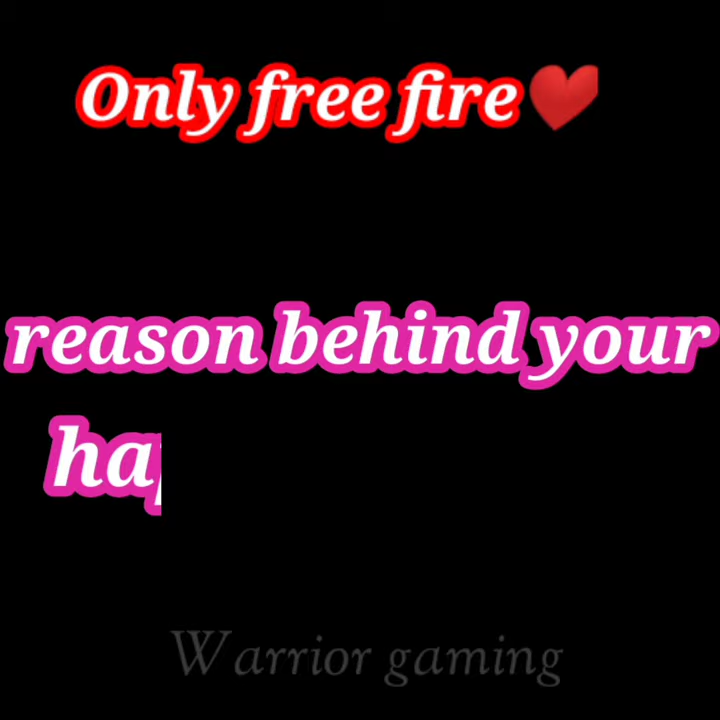 Only free fire❤️
reason behind your
Warrior gaming